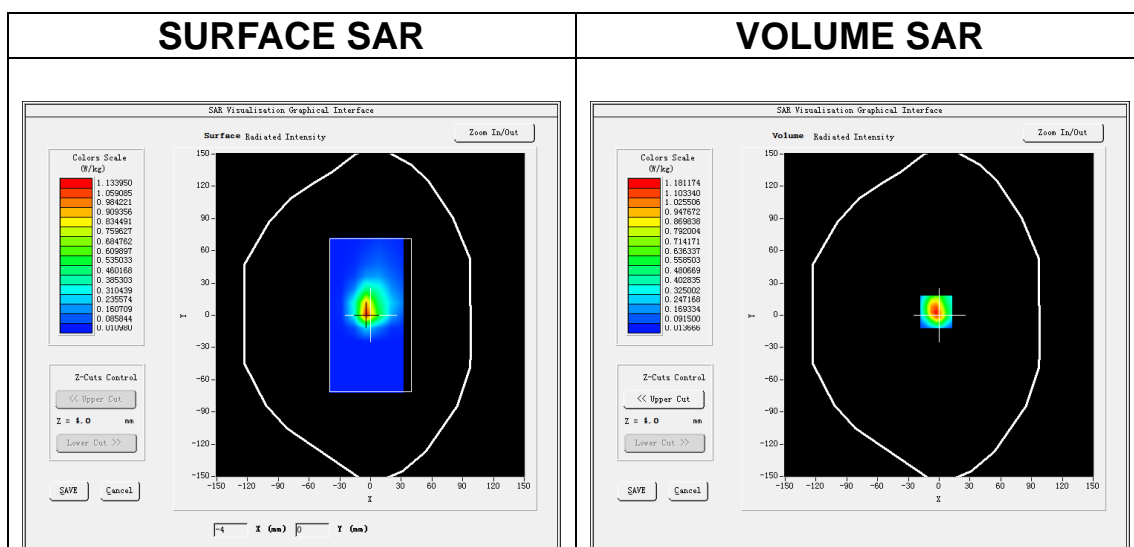 SURFACE SAR
VOLUME SAR
SAR Visualisation Graphical Interface
Surface Radiated Intensity
Zoom In/Out
Colors Scale
(W/kg)
1.133950
1.059085
0.984221
0.909356
0.834491
0.759627
0.684762
0.609897
0.535033
0.460168
0.385303
0.310439
0.235574
0.160709
0.085844
0.010980
150
120
90
60
30
0
-30
-60
-90
-120
-150
Y
-150 -120 -90 -60 -30 0 30 60 90 120 150
X
Z-Cuts Control
<< Upper Cut
Z = 4.0 mm
Lower Cut >>
SAVE Cancel
-4 X (mm) 0 Y (mm)
SAR Visualisation Graphical Interface
Volume Radiated Intensity
Zoom In/Out
Colors Scale
(W/kg)
1.181174
1.103340
1.025506
0.947672
0.869838
0.792004
0.714171
0.636337
0.558503
0.480669
0.402835
0.325002
0.247168
0.169334
0.091500
0.013666
150
120
90
60
30
0
-30
-60
-90
-120
-150
Y
-150 -120 -90 -60 -30 0 30 60 90 120 150
X
Z-Cuts Control
<< Upper Cut
Z = 4.0 mm
Lower Cut >>
SAVE Cancel